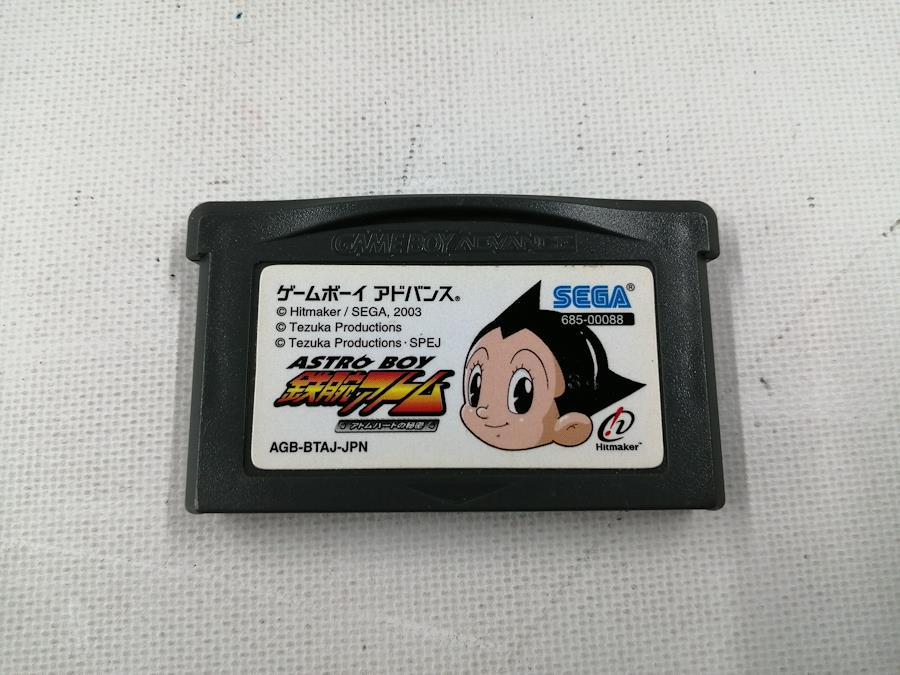 GAME BOY ADVANCE
ゲームボーイ アドバンス®
© Hitmaker / SEGA, 2003
© Tezuka Productions
© Tezuka Productions・SPEJ
SEGA®
685-00088
ASTRO BOY
鉄腕アトム
アトムハートの秘密
AGB-BTAJ-JPN
h
Hitmaker™